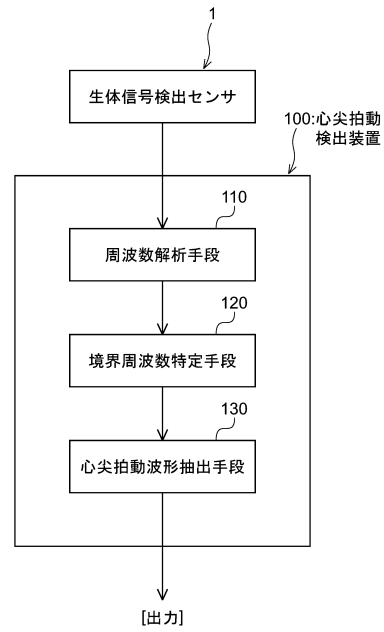 1
生体信号検出センサ
100:心尖拍動
検出装置
110
周波数解析手段
120
境界周波数特定手段
130
心尖拍動波形抽出手段
[出力]